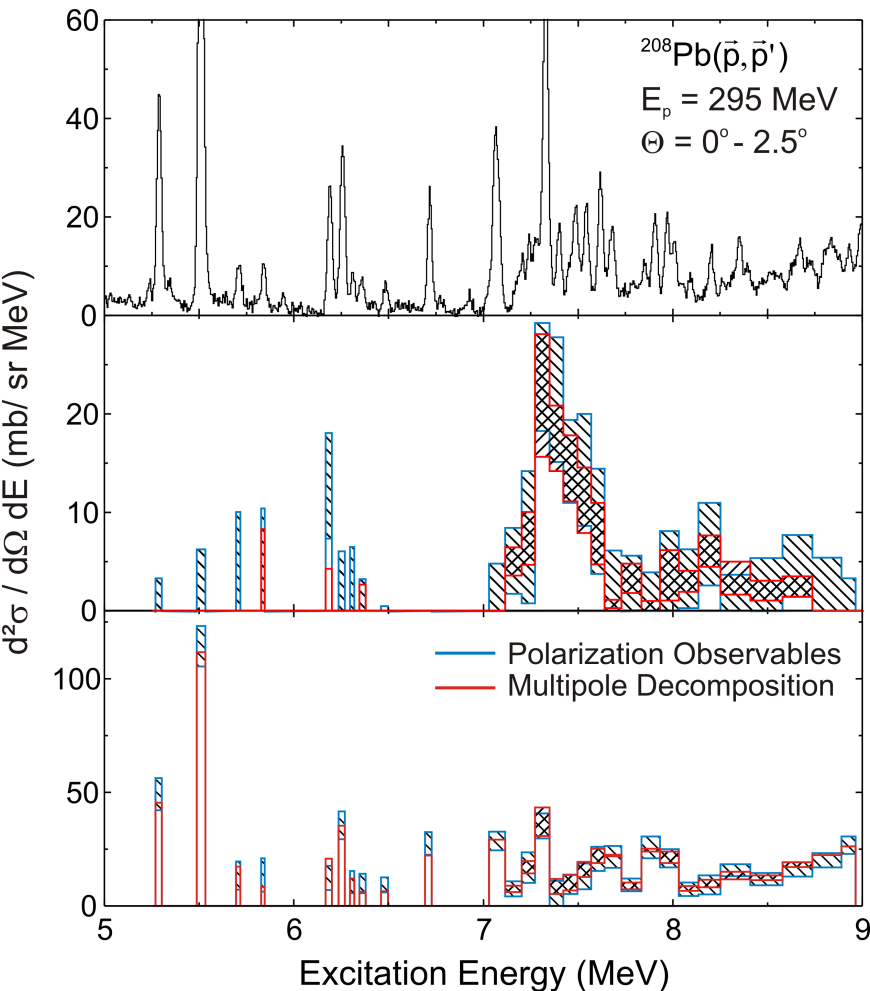 60
²⁰⁸Pb(p⃗,p⃗')
Eₚ = 295 MeV
Θ = 0° - 2.5°
40
20
0
0
20
10
0
d²σ / dΩ dE (mb/ sr MeV)
Polarization Observables
Multipole Decomposition
100
50
0
5 6 7 8 9
Excitation Energy (MeV)